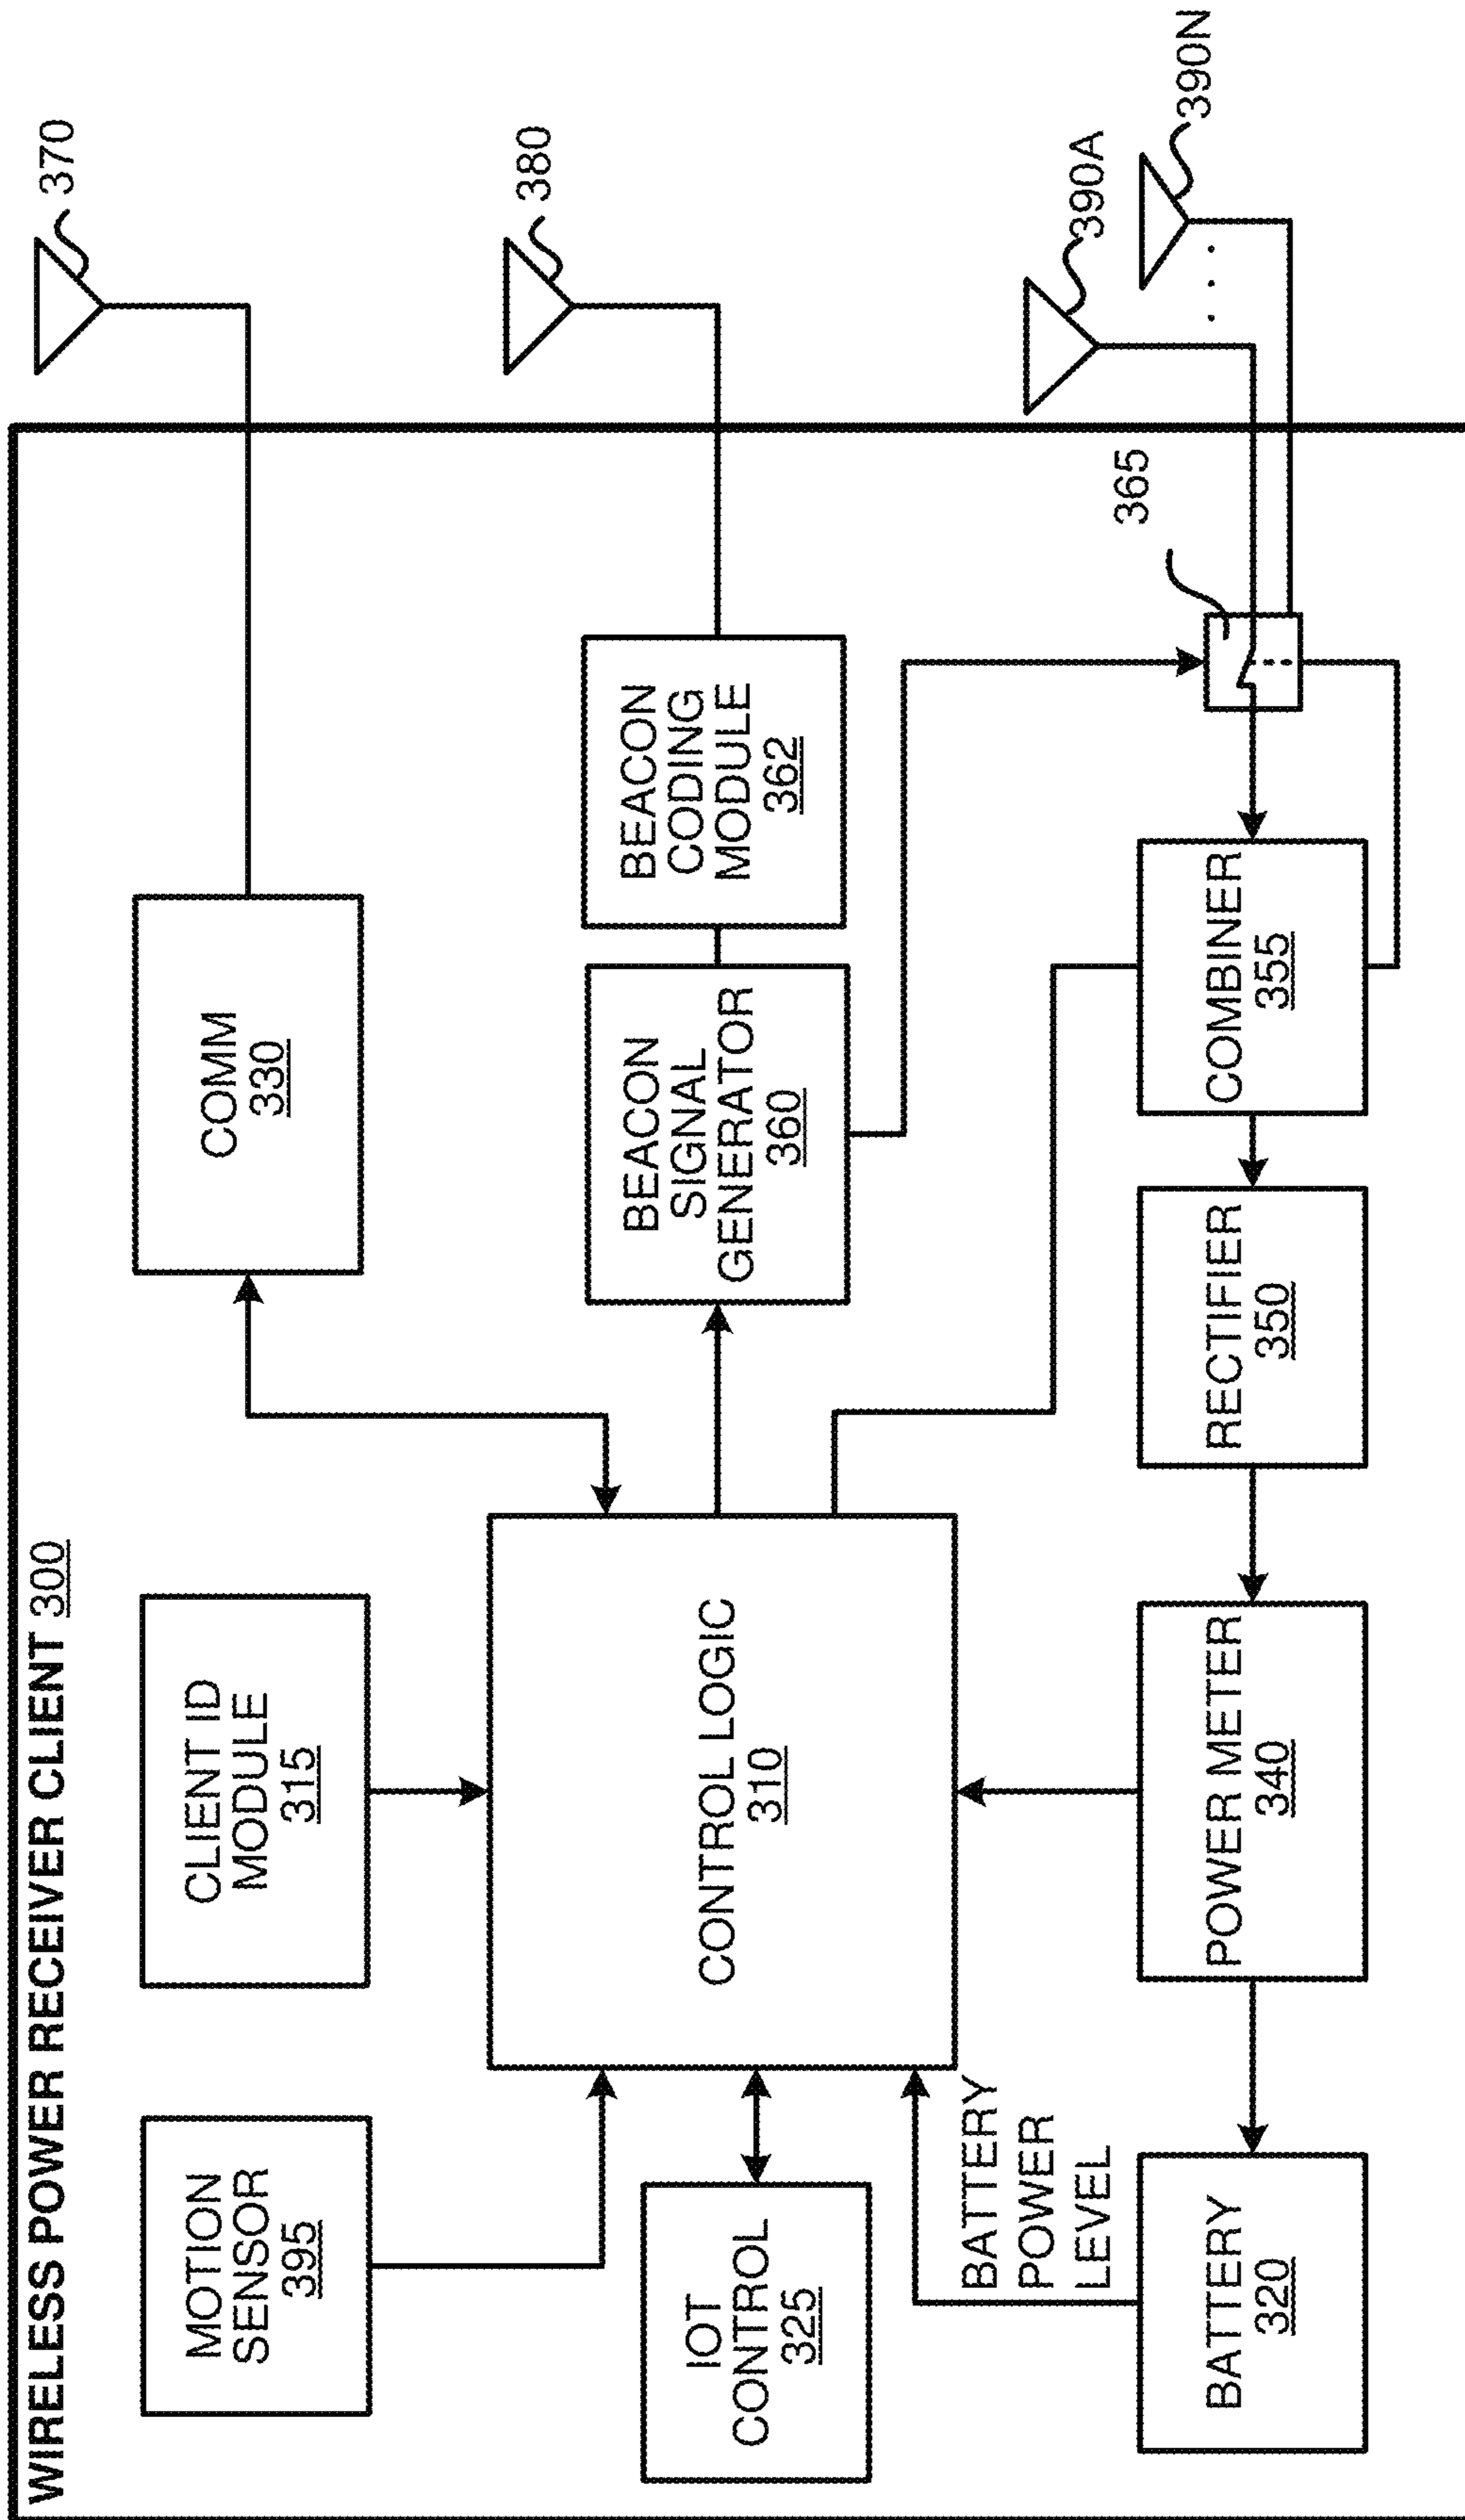 WIRELESS POWER RECEIVER CLIENT 300
MOTION
SENSOR
395
CLIENT ID
MODULE
315
COMM
330
370
IOT
CONTROL
325
CONTROL LOGIC
310
BEACON
SIGNAL
GENERATOR
360
BEACON
CODING
MODULE
362
380
BATTERY
POWER
LEVEL
365
390A
390N
BATTERY
320
POWER METER
340
RECTIFIER
350
COMBINER
355